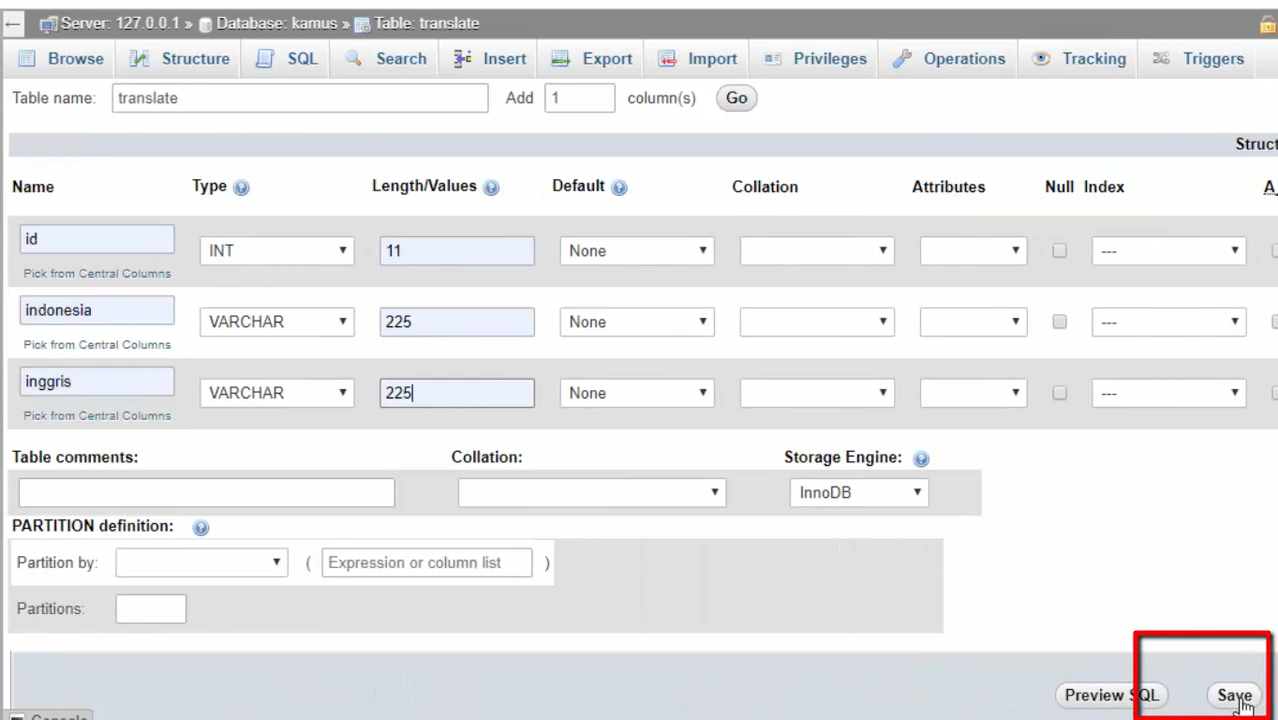 Server: 127.0.0.1 » Database: kamus » Table: translate
Browse Structure SQL Search Insert Export Import Privileges Operations Tracking Triggers
Table name: translate Add 1 column(s) Go
Struct
Name Type Length/Values Default Collation Attributes Null Index A_
id INT 11 None ---
Pick from Central Columns
indonesia VARCHAR 225 None ---
Pick from Central Columns
inggris VARCHAR 225 None ---
Pick from Central Columns
Table comments: Collation: Storage Engine:
InnoDB
PARTITION definition:
Partition by: ( Expression or column list )
Partitions:
Preview SQL Save
Console